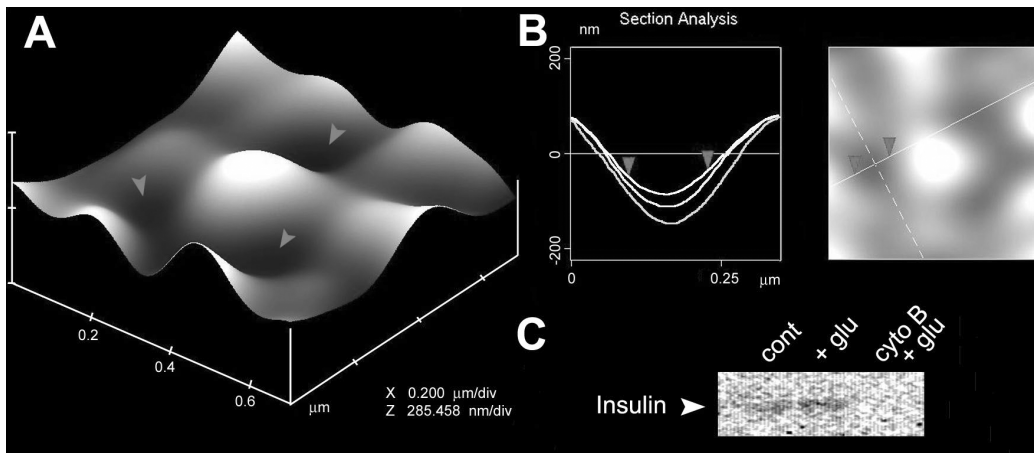 A
0.2
0.4
0.6
μm
X 0.200 μm/div
Z 285.458 nm/div
B
Section Analysis
nm
200
0
-200
0
0.25
μm
C
cont
+ glu
cyto B
+ glu
Insulin